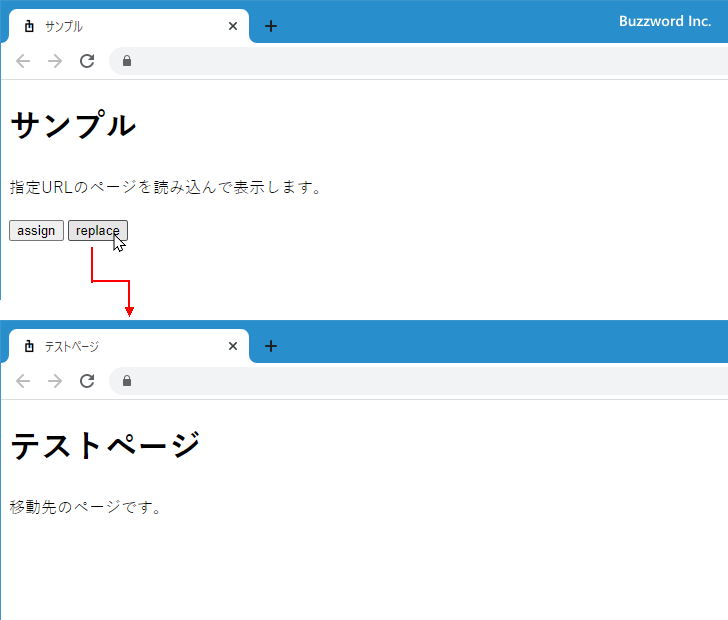 サンプル
Buzzword Inc.
サンプル
指定URLのページを読み込んで表示します。
assign replace
テストページ
テストページ
移動先のページです。